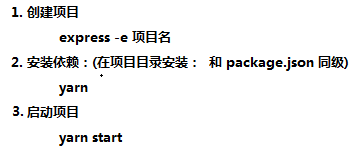 1. 创建项目
express -e 项目名
2. 安装依赖：(在项目目录安装： 和 package.json 同级)
yarn
3. 启动项目
yarn start